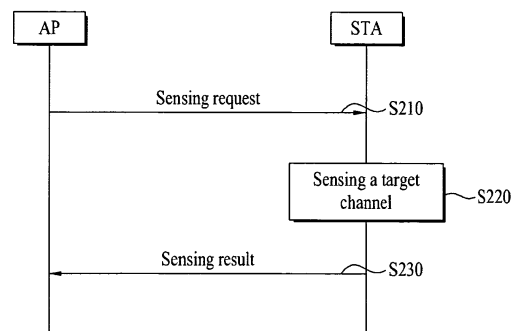 AP
STA
Sensing request
S210
Sensing a target
channel
S220
Sensing result
S230